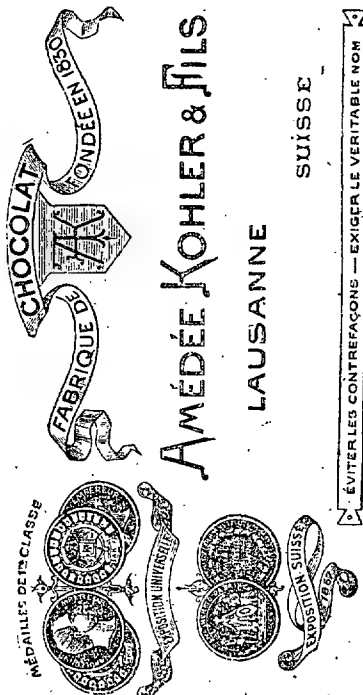 MÉDAILLES DE 1RE CLASSE
EXPOSITION UNIVERSELLE
EXPOSITION SUISSE
FABRIQUE DE
CHOCOLAT
FONDÉE EN 1830
AK
AMÉDÉE KOHLER & FILS
LAUSANNE
SUISSE
ÉVITER LES CONTREFAÇONS — EXIGER LE VERITABLE NOM